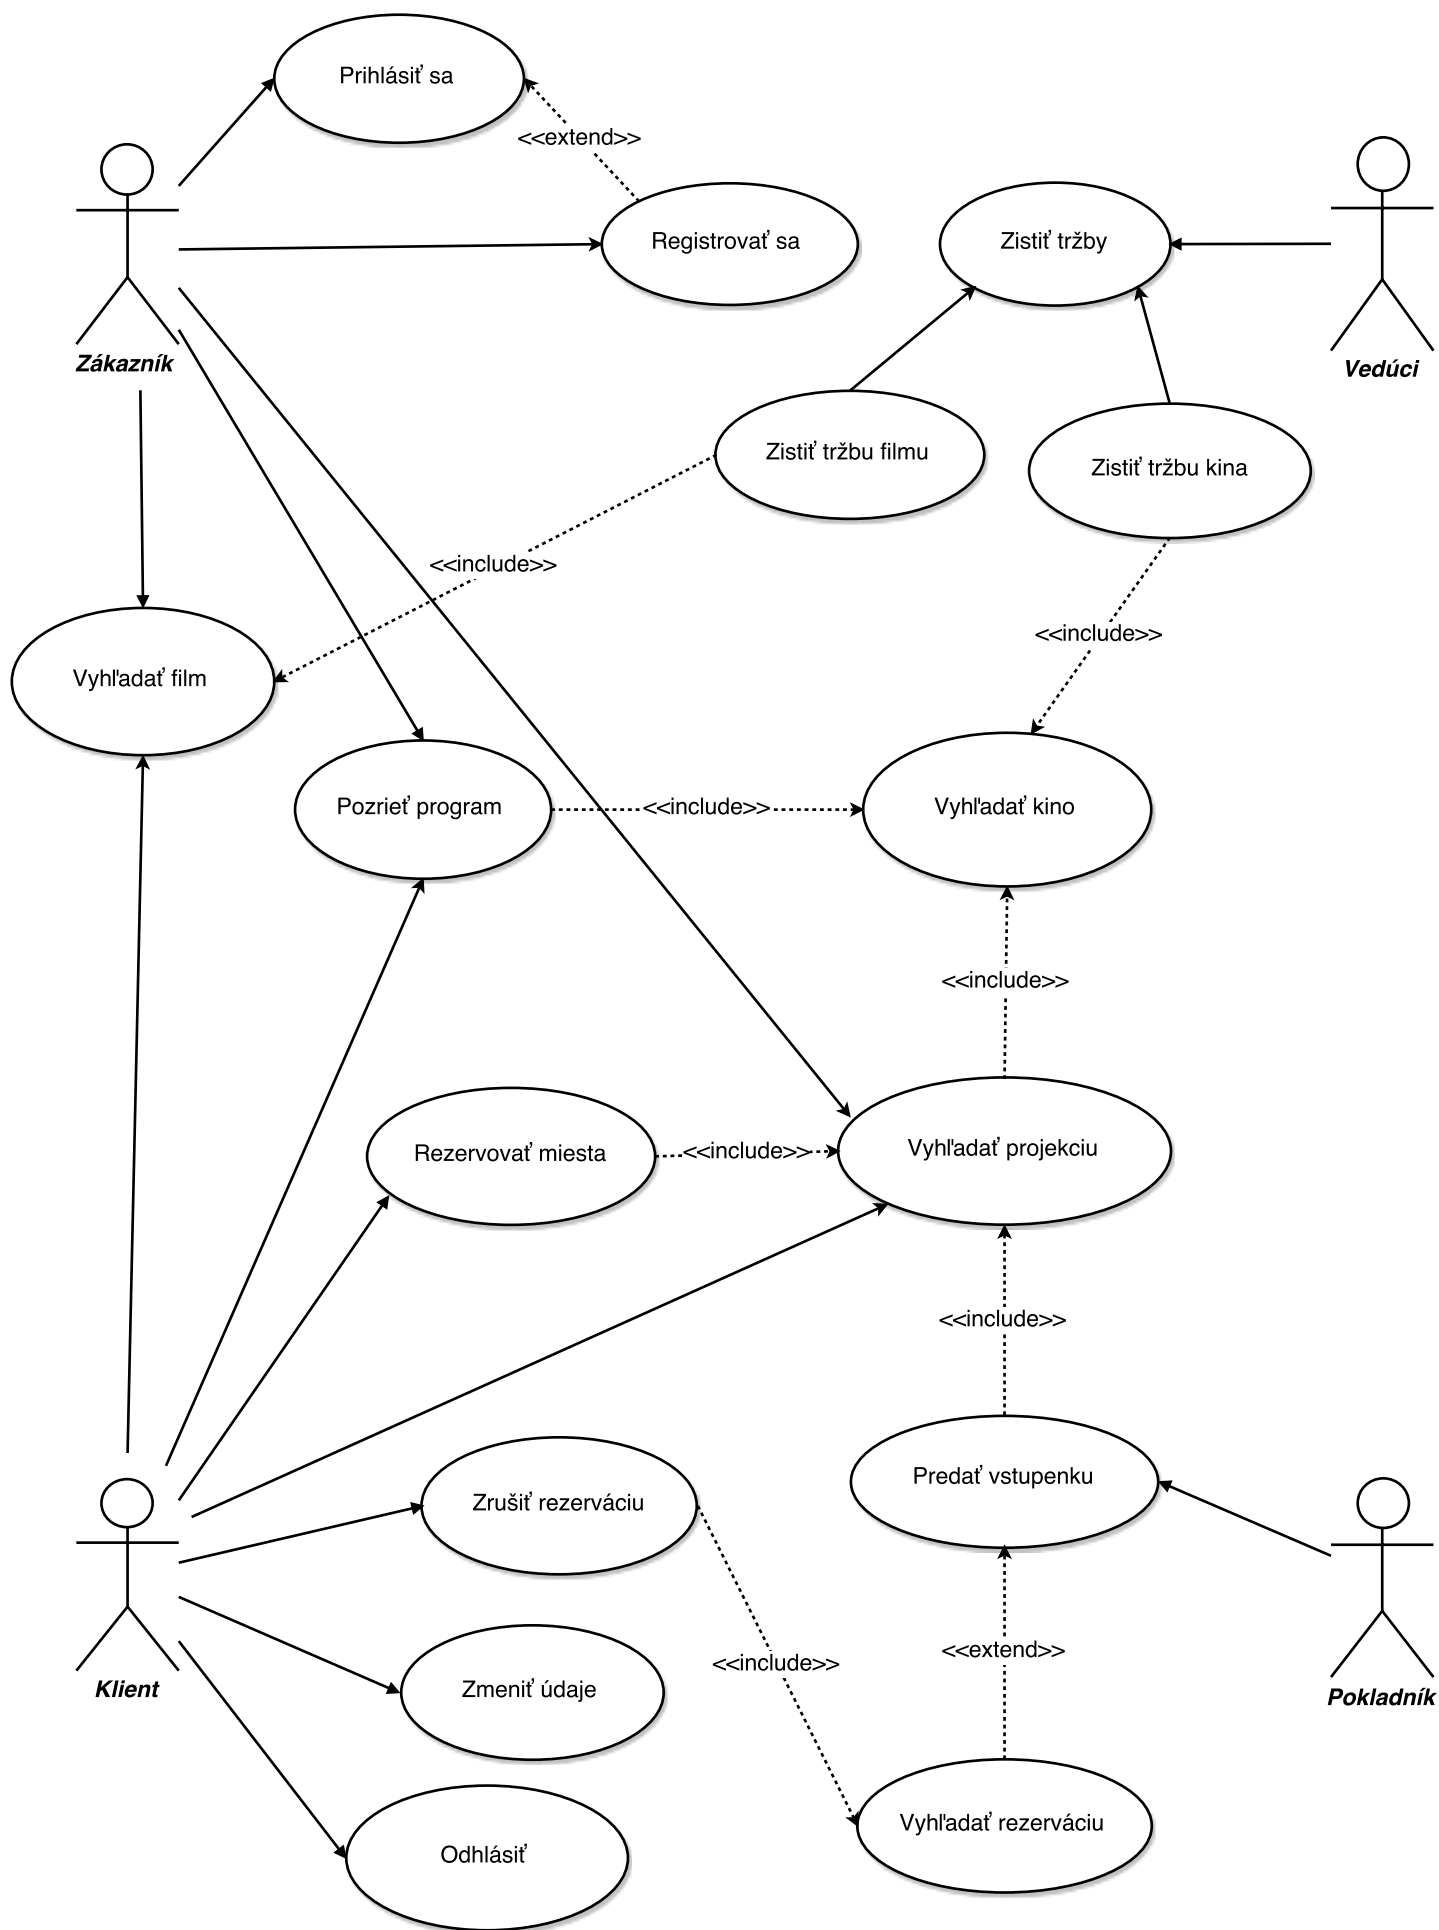 Prihlásiť sa
<<extend>>
Registrovať sa
Zistiť tržby
Zákazník
Vedúci
Zistiť tržbu filmu
Zistiť tržbu kina
<<include>>
<<include>>
Vyhľadať film
Pozrieť program
<<include>>
Vyhľadať kino
<<include>>
Rezervovať miesta
<<include>>
Vyhľadať projekciu
<<include>>
Zrušiť rezerváciu
Predať vstupenku
<<extend>>
<<include>>
Zmeniť údaje
Klient
Pokladník
Vyhľadať rezerváciu
Odhlásiť